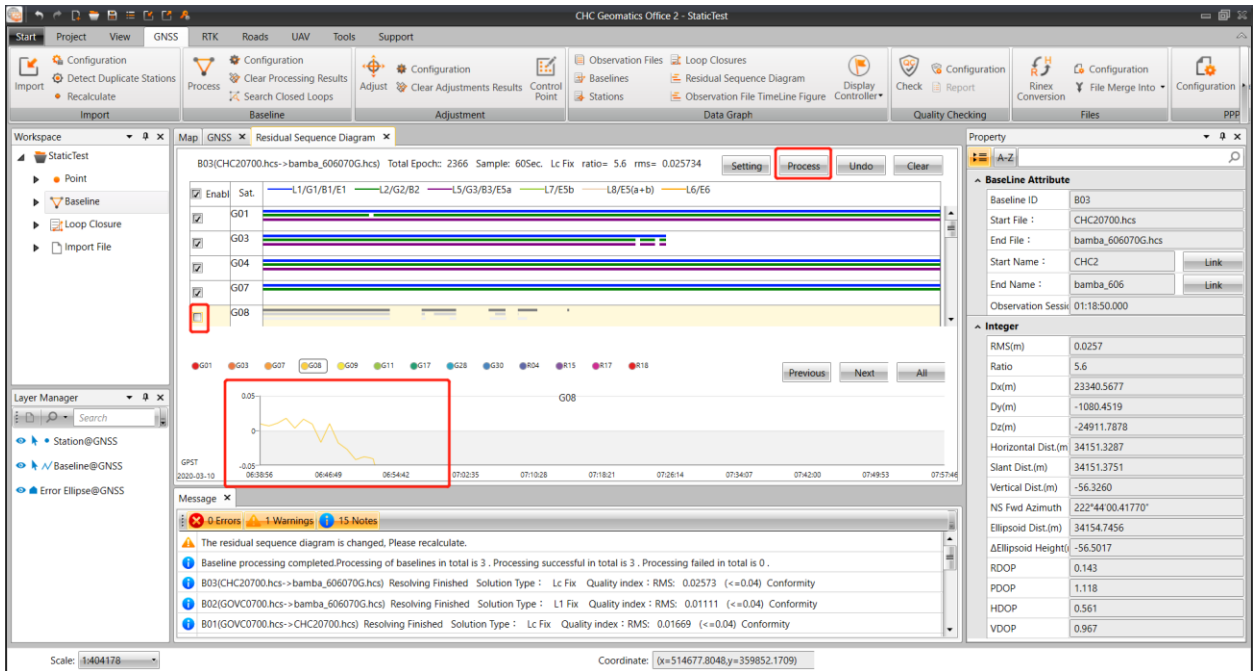 CHC Geomatics Office 2 - StaticTest
Start Project View GNSS RTK Roads UAV Tools Support
Import
Configuration
Detect Duplicate Stations
Recalculate
Import
Process
Configuration
Clear Processing Results
Search Closed Loops
Baseline
Adjust
Configuration
Clear Adjustments Results
Control Point
Adjustment
Observation Files Loop Closures
Baselines Residual Sequence Diagram
Stations Observation File TimeLine Figure
Display Controller
Data Graph
Check
Configuration
Report
Quality Checking
Rinex Conversion
Configuration
File Merge Into
Files
Configuration
PPP
Workspace
StaticTest
Point
Baseline
Loop Closure
Import File
Layer Manager
Search
Station@GNSS
Baseline@GNSS
Error Ellipse@GNSS
Map GNSS Residual Sequence Diagram
B03(CHC20700.hcs->bamba_606070G.hcs) Total Epoch:: 2366 Sample: 60Sec. Lc Fix ratio= 5.6 rms= 0.025734
Setting Process Undo Clear
Enabl Sat. L1/G1/B1/E1 L2/G2/B2 L5/G3/B3/E5a L7/E5b L8/E5(a+b) L6/E6
G01
G03
G04
G07
G08
G01 G03 G07 G08 G09 G11 G17 G28 G30 R04 R15 R17 R18
Previous Next All
G08
0.05
0
-0.05
GPST
2020-03-10 06:38:56 06:46:49 06:54:42 07:02:35 07:10:28 07:18:21 07:26:14 07:34:07 07:42:00 07:49:53 07:57:46
Message
0 Errors 1 Warnings 15 Notes
The residual sequence diagram is changed, Please recalculate.
Baseline processing completed.Processing of baselines in total is 3 . Processing successful in total is 3 . Processing failed in total is 0 .
B03(CHC20700.hcs->bamba_606070G.hcs) Resolving Finished Solution Type： Lc Fix Quality index：RMS: 0.02573 (<=0.04) Conformity
B02(GOVC0700.hcs->bamba_606070G.hcs) Resolving Finished Solution Type： L1 Fix Quality index：RMS: 0.01111 (<=0.04) Conformity
B01(GOVC0700.hcs->CHC20700.hcs) Resolving Finished Solution Type： Lc Fix Quality index：RMS: 0.01669 (<=0.04) Conformity
Property
A-Z
BaseLine Attribute
Baseline ID B03
Start File： CHC20700.hcs
End File： bamba_606070G.hcs
Start Name： CHC2 Link
End Name： bamba_606 Link
Observation Sessi 01:18:50.000
Integer
RMS(m) 0.0257
Ratio 5.6
Dx(m) 23340.5677
Dy(m) -1080.4519
Dz(m) -24911.7878
Horizontal Dist.(m 34151.3287
Slant Dist.(m) 34151.3751
Vertical Dist.(m) -56.3260
NS Fwd Azimuth 222°44'00.41770"
Ellipsoid Dist.(m) 34154.7456
ΔEllipsoid Height( -56.5017
RDOP 0.143
PDOP 1.118
HDOP 0.561
VDOP 0.967
Scale: 1:404178
Coordinate: (x=514677.8048,y=359852.1709)